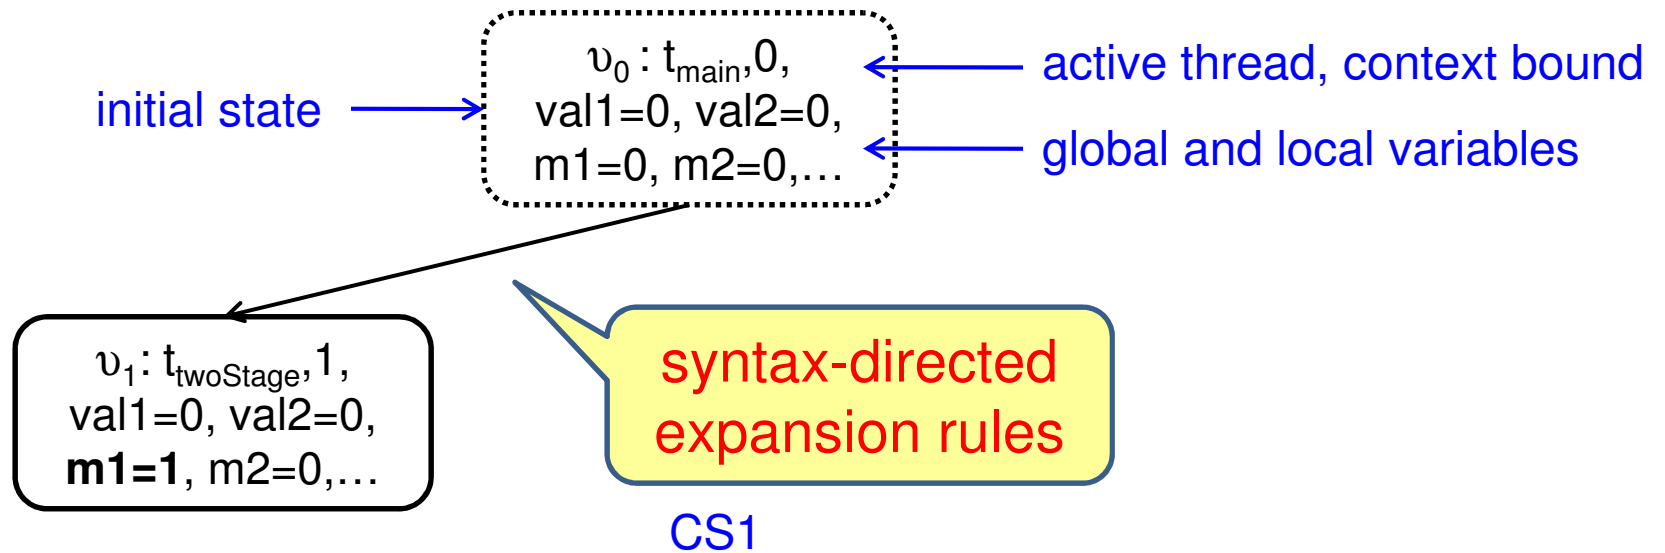 υ0 : tmain,0,
val1=0, val2=0,
m1=0, m2=0,…
initial state
active thread, context bound
global and local variables
υ1: ttwoStage,1,
val1=0, val2=0,
m1=1, m2=0,…
syntax-directed
expansion rules
CS1